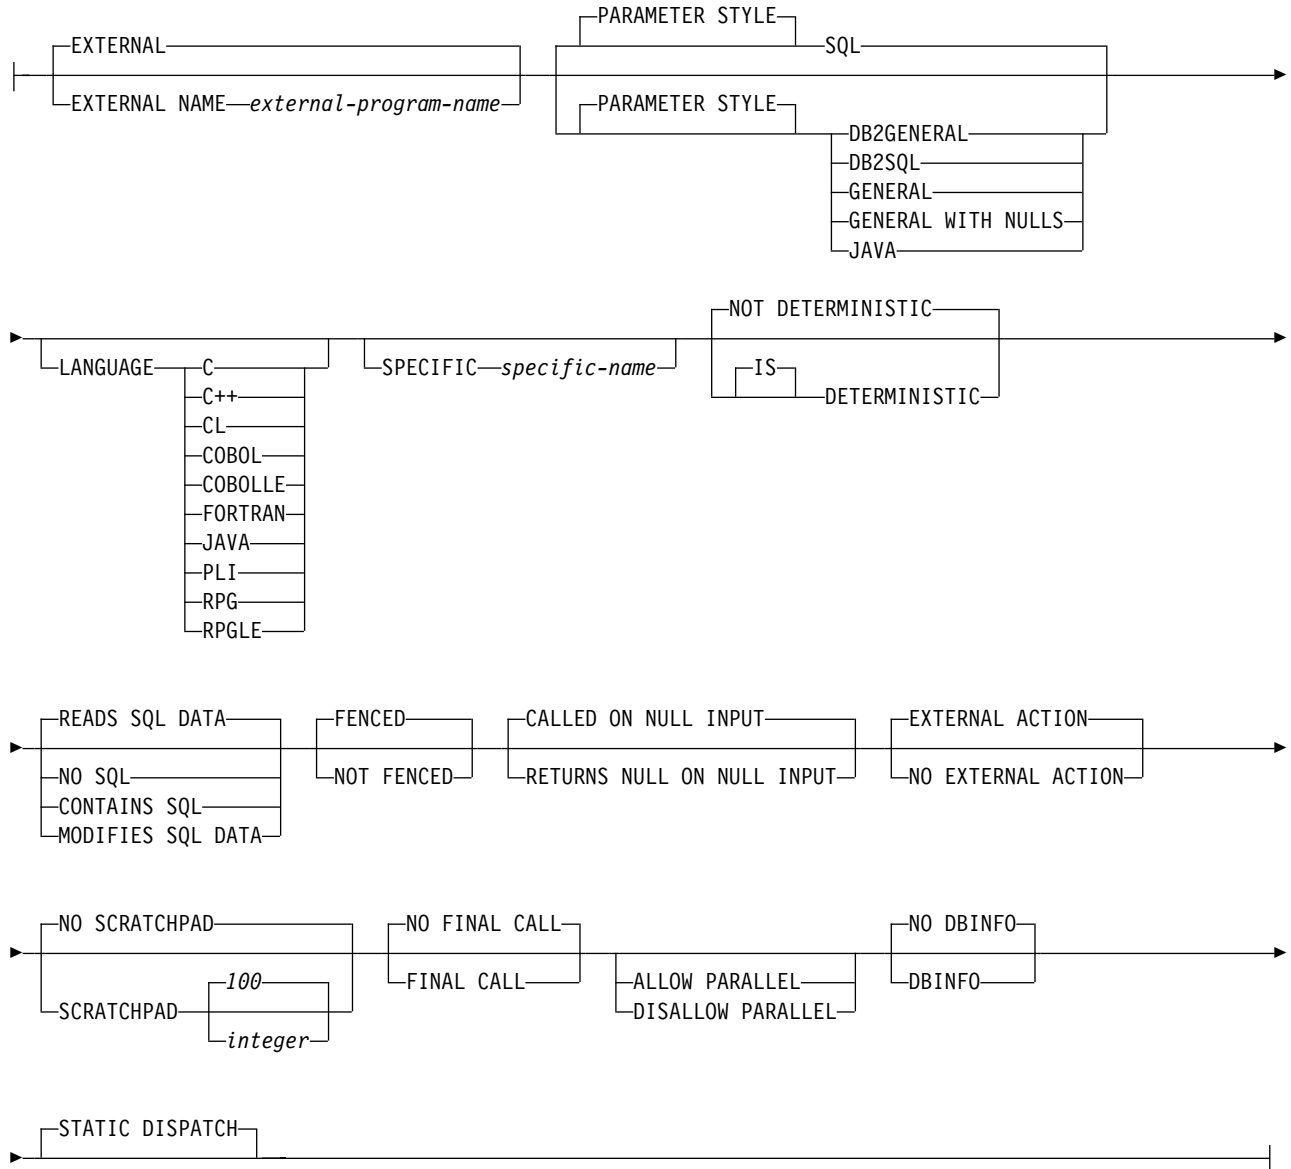 PARAMETER STYLE
EXTERNAL SQL
EXTERNAL NAME external-program-name PARAMETER STYLE
DB2GENERAL
DB2SQL
GENERAL
GENERAL WITH NULLS
JAVA
NOT DETERMINISTIC
LANGUAGE C SPECIFIC specific-name IS
C++ DETERMINISTIC
CL
COBOL
COBOLLE
FORTRAN
JAVA
PLI
RPG
RPGLE
READS SQL DATA FENCED CALLED ON NULL INPUT EXTERNAL ACTION
NO SQL NOT FENCED RETURNS NULL ON NULL INPUT NO EXTERNAL ACTION
CONTAINS SQL
MODIFIES SQL DATA
NO SCRATCHPAD NO FINAL CALL NO DBINFO
100 FINAL CALL ALLOW PARALLEL DBINFO
SCRATCHPAD DISALLOW PARALLEL
integer
STATIC DISPATCH